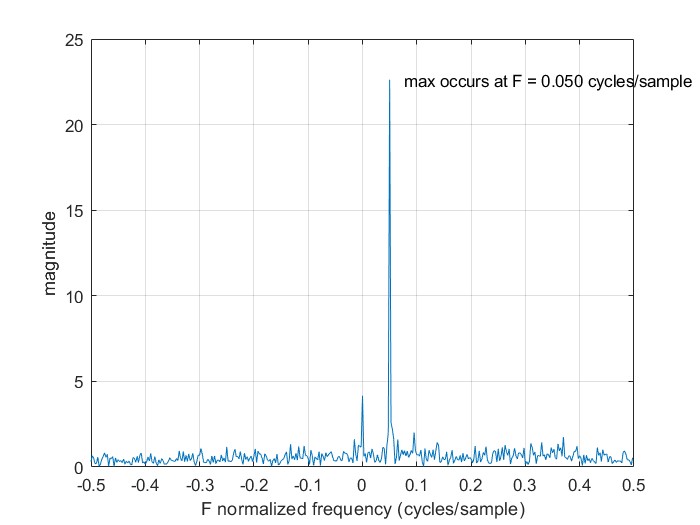 25
max occurs at F = 0.050 cycles/sample
20
15
magnitude
10
5
0
-0.5 -0.4 -0.3 -0.2 -0.1 0 0.1 0.2 0.3 0.4 0.5
F normalized frequency (cycles/sample)